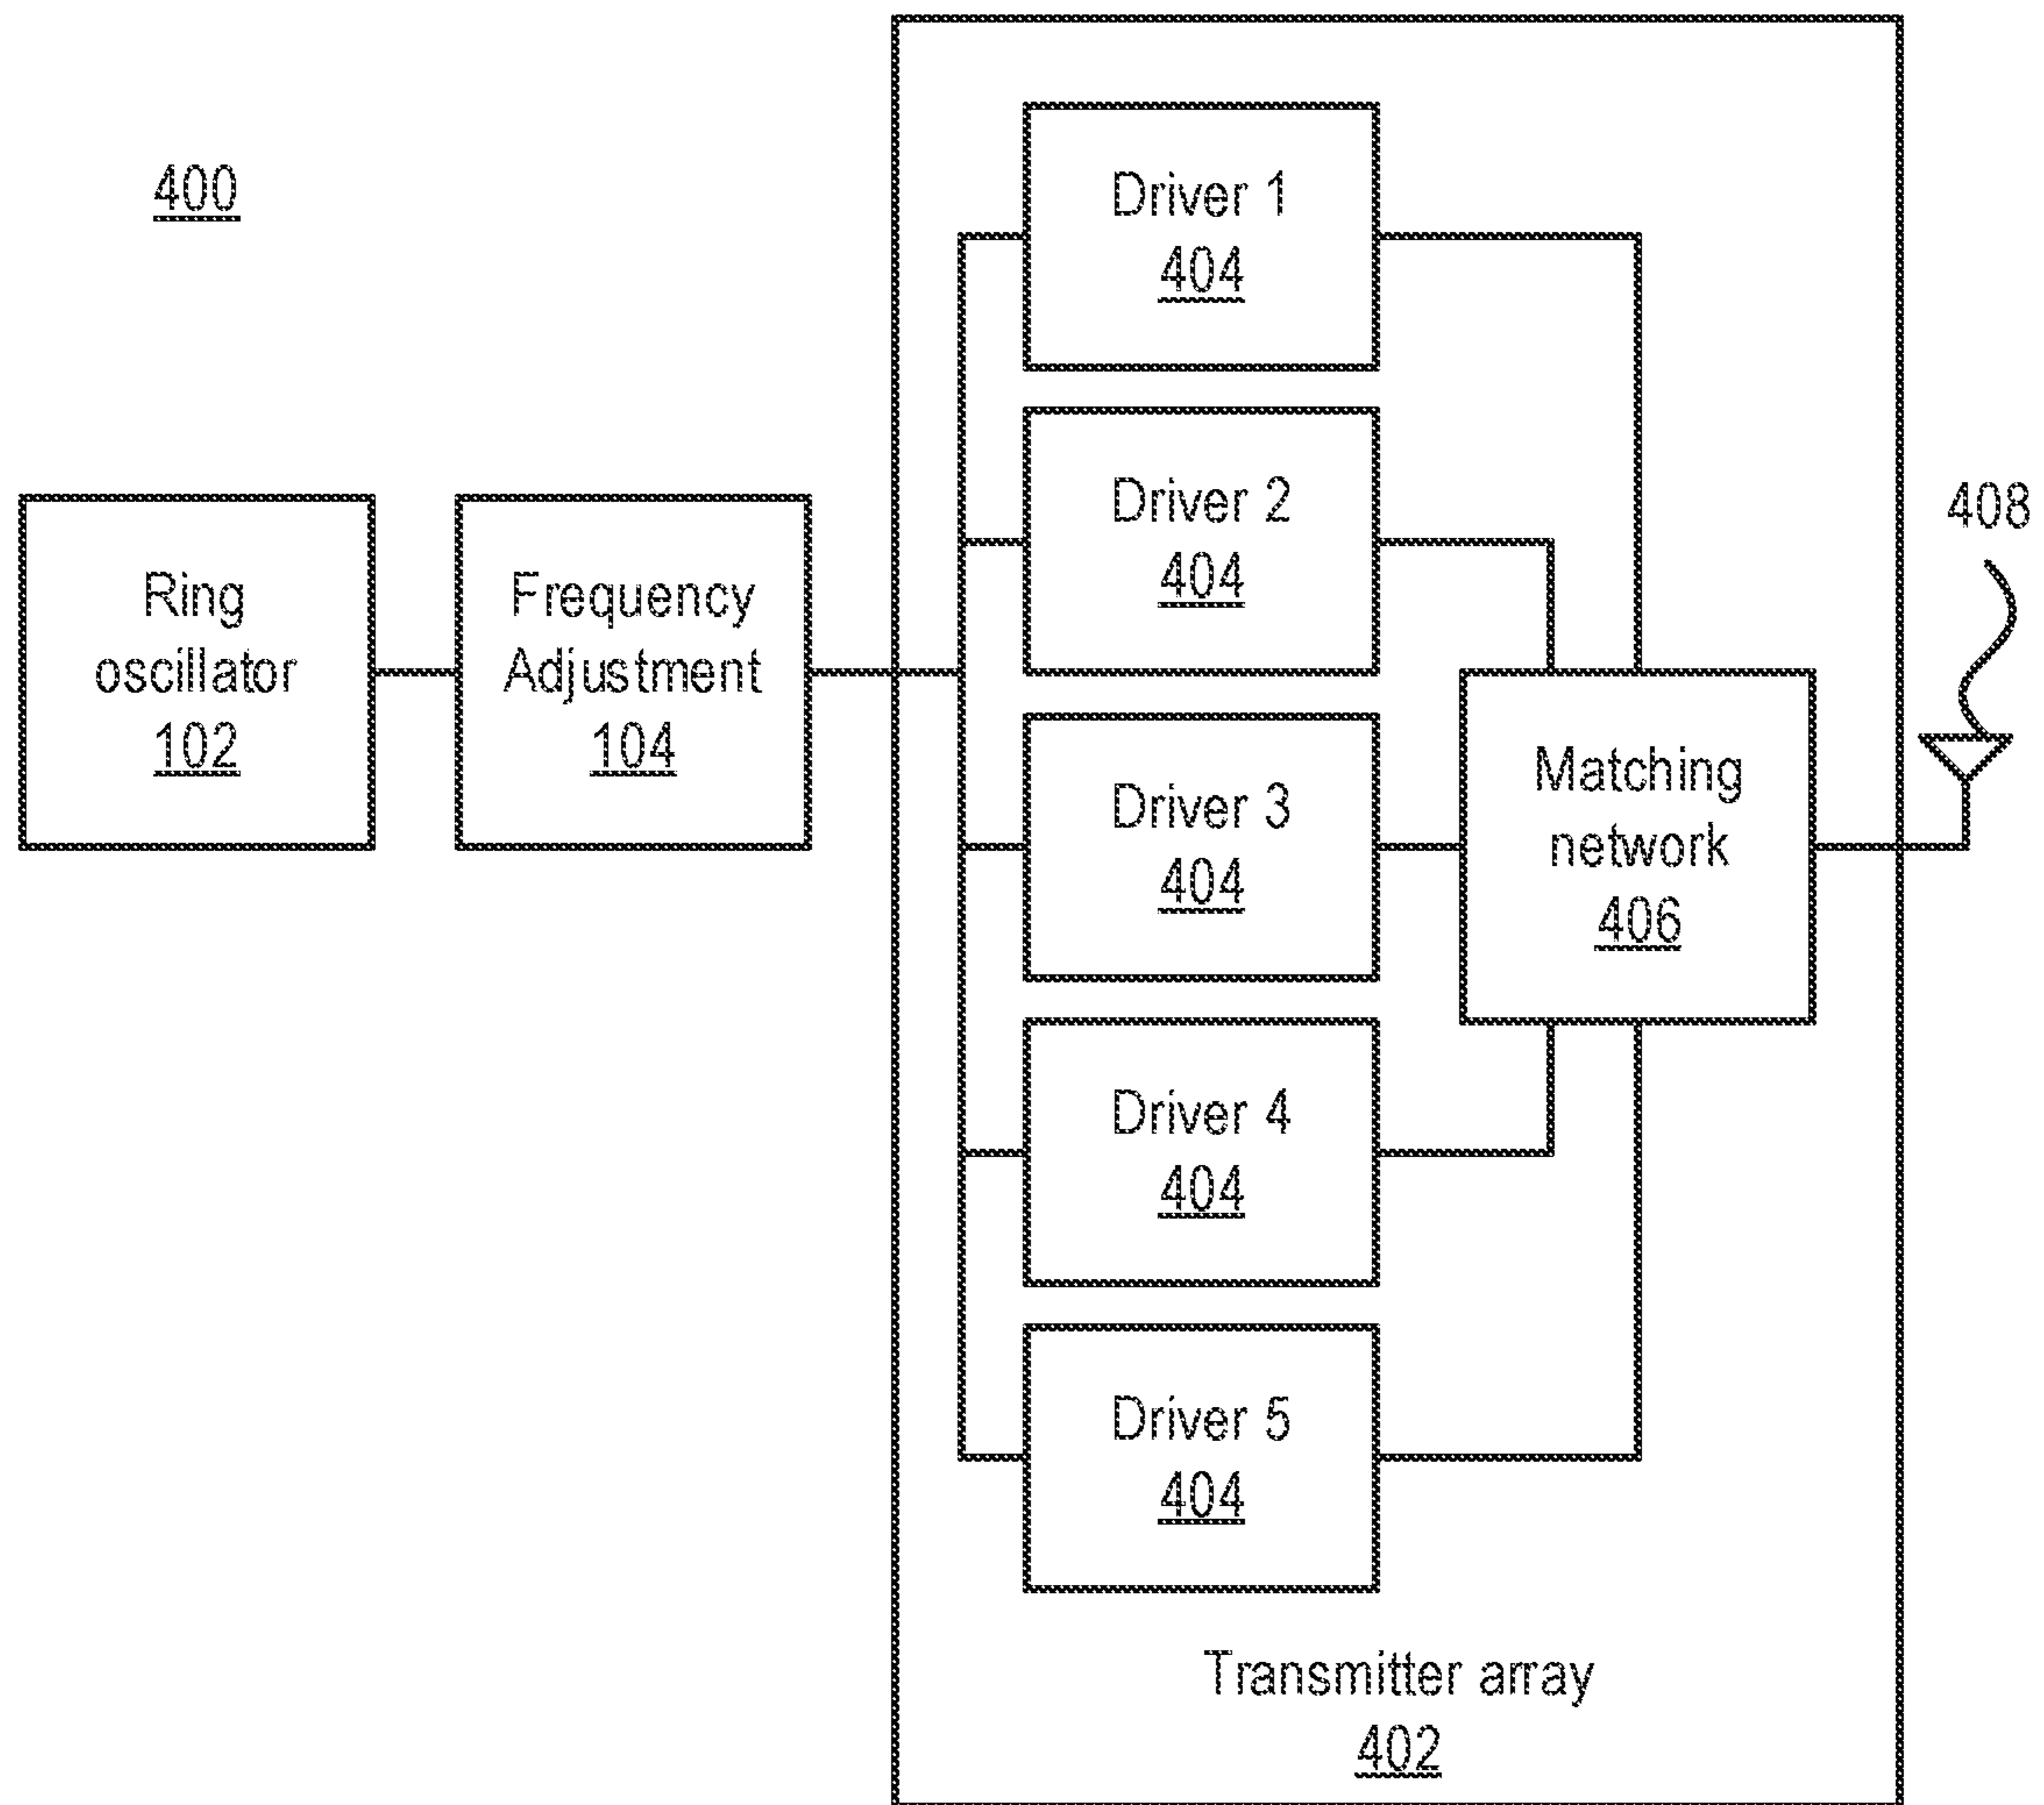 400
Ring
oscillator
102
Frequency
Adjustment
104
Driver 1
404
Driver 2
404
Driver 3
404
Driver 4
404
Driver 5
404
Matching
network
406
408
Transmitter array
402